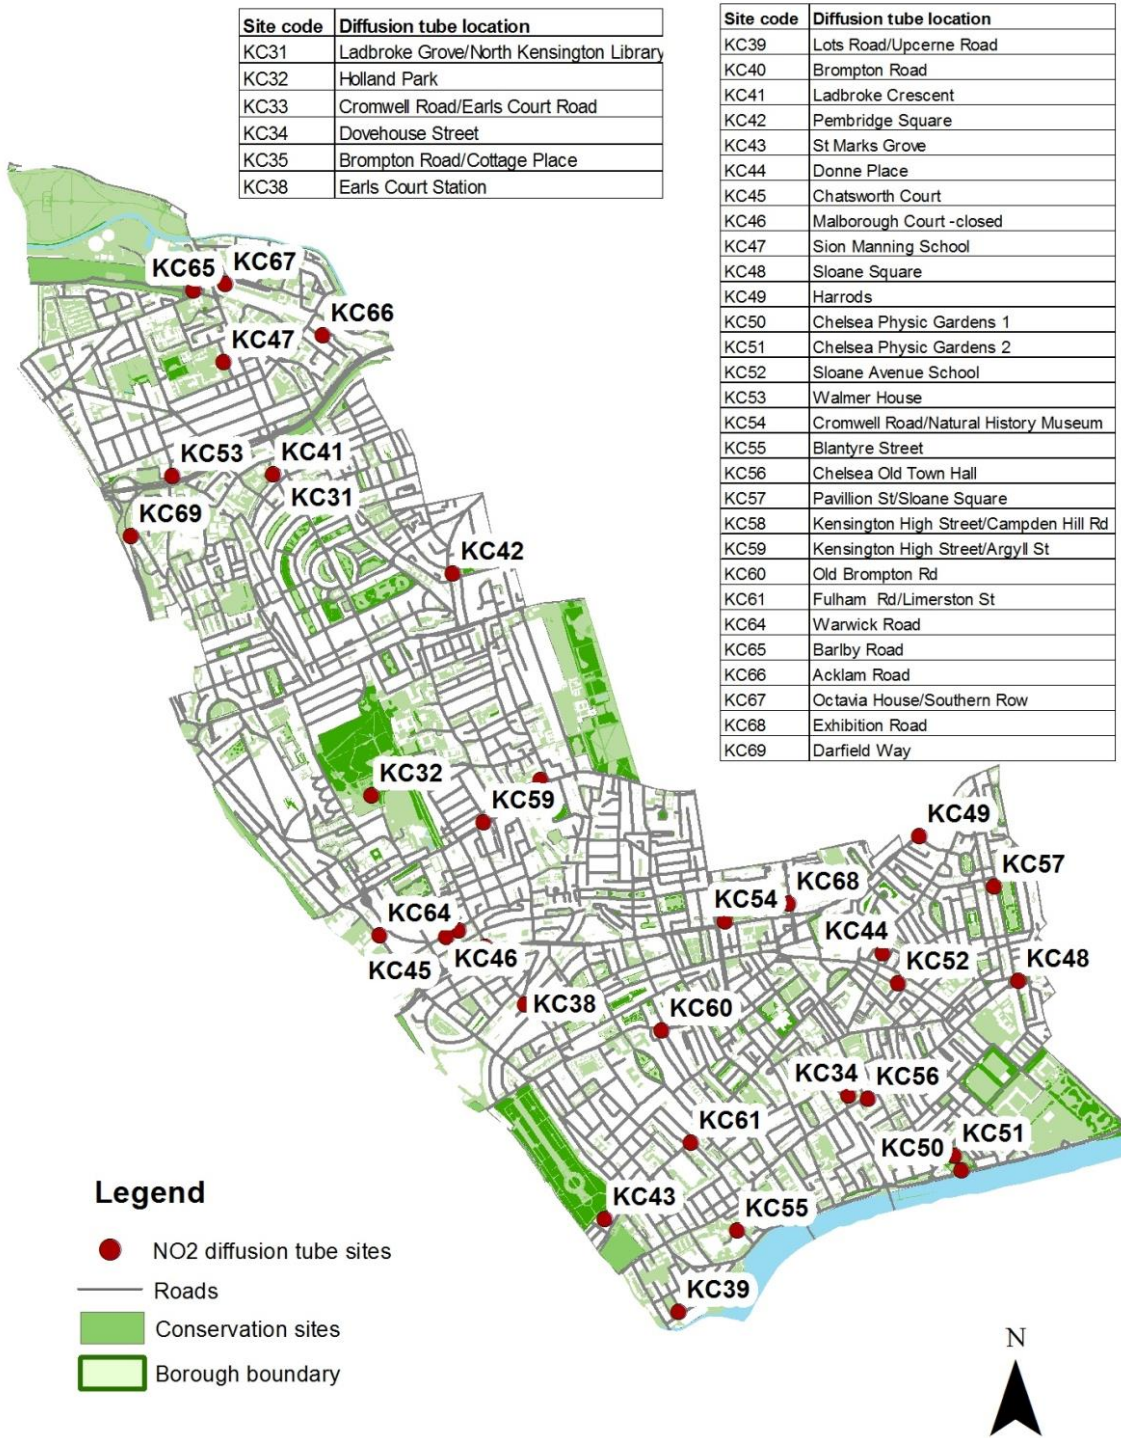 Site code Diffusion tube location
KC31 Ladbroke Grove/North Kensington Library
KC32 Holland Park
KC33 Cromwell Road/Earls Court Road
KC34 Dovehouse Street
KC35 Brompton Road/Cottage Place
KC38 Earls Court Station
Site code Diffusion tube location
KC39 Lots Road/Upcerne Road
KC40 Brompton Road
KC41 Ladbroke Crescent
KC42 Pembridge Square
KC43 St Marks Grove
KC44 Donne Place
KC45 Chatsworth Court
KC46 Malborough Court -closed
KC47 Sion Manning School
KC48 Sloane Square
KC49 Harrods
KC50 Chelsea Physic Gardens 1
KC51 Chelsea Physic Gardens 2
KC52 Sloane Avenue School
KC53 Walmer House
KC54 Cromwell Road/Natural History Museum
KC55 Blantyre Street
KC56 Chelsea Old Town Hall
KC57 Pavillion St/Sloane Square
KC58 Kensington High Street/Campden Hill Rd
KC59 Kensington High Street/Argyll St
KC60 Old Brompton Rd
KC61 Fulham Rd/Limerston St
KC64 Warwick Road
KC65 Barlby Road
KC66 Acklam Road
KC67 Octavia House/Southern Row
KC68 Exhibition Road
KC69 Darfield Way
KC65
KC67
KC66
KC47
KC53
KC41
KC31
KC69
KC42
KC32
KC59
KC49
KC57
KC68
KC54
KC64
KC44
KC45
KC46
KC52
KC48
KC38
KC60
KC34
KC56
KC61
KC51
KC50
KC43
KC55
KC39
Legend
NO2 diffusion tube sites
Roads
Conservation sites
Borough boundary
N